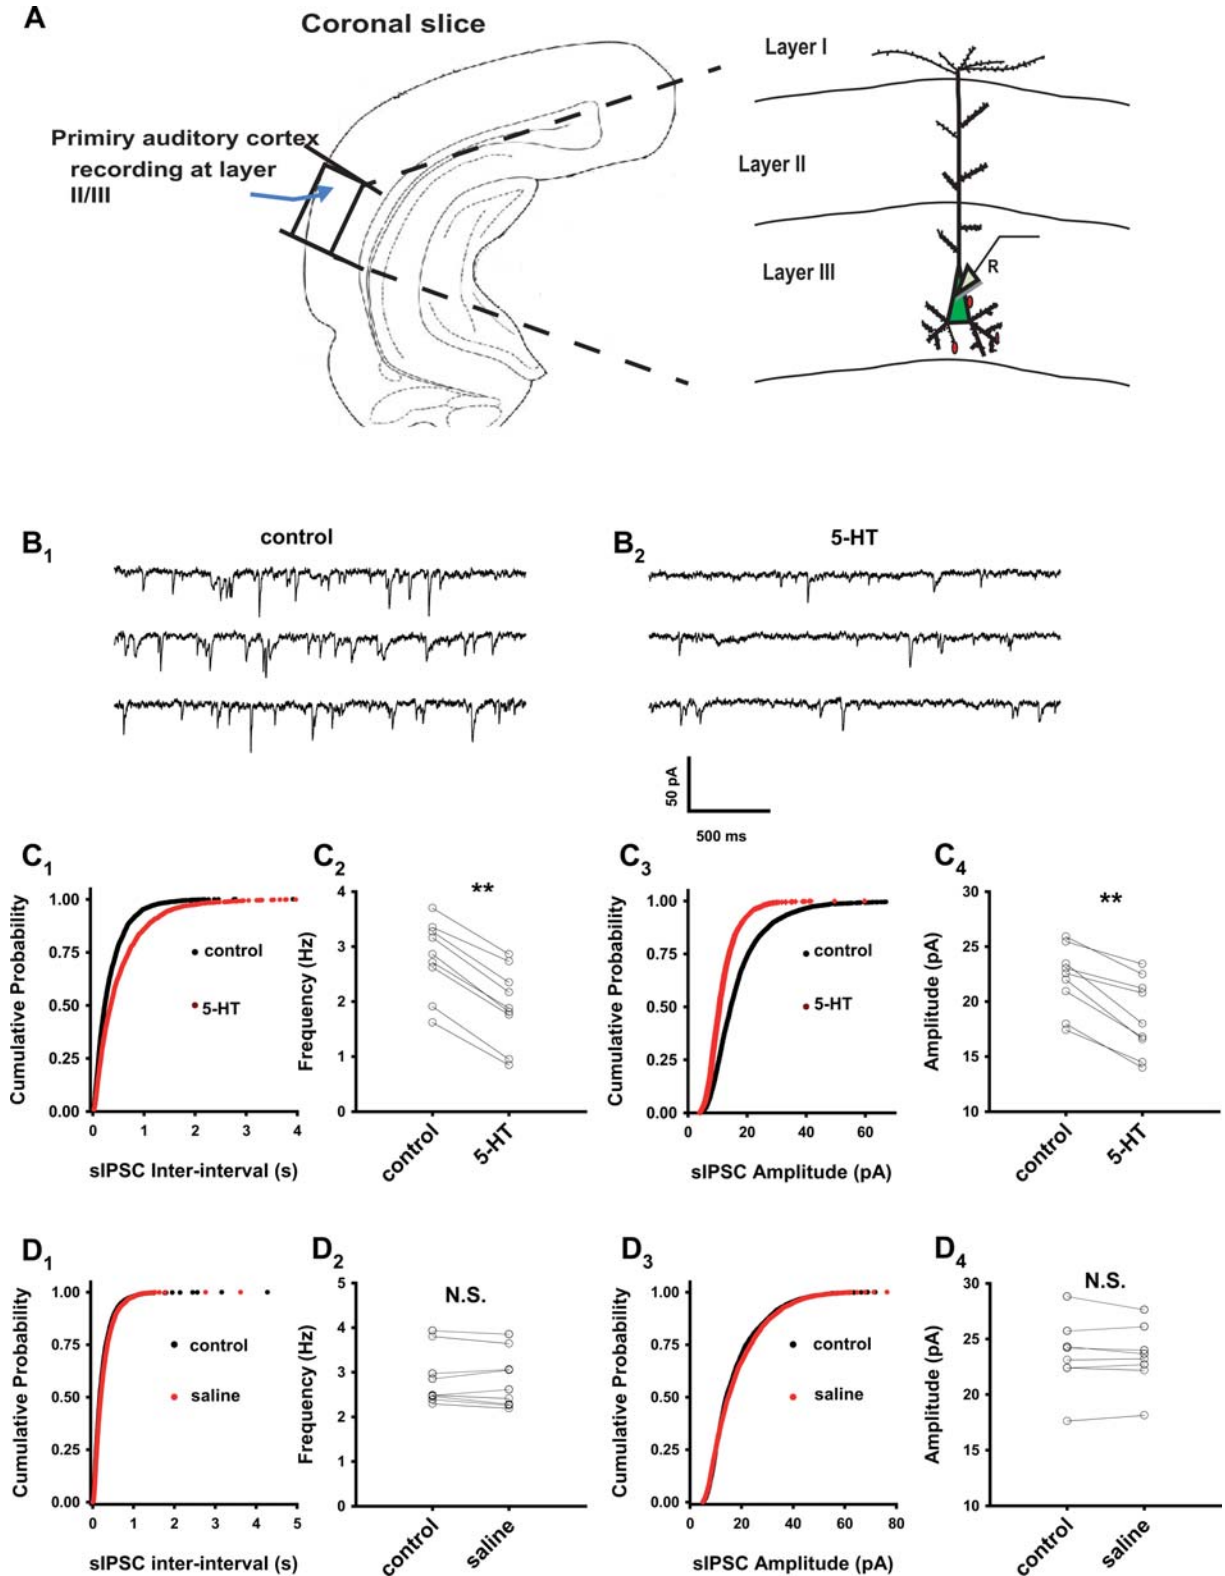 A
Coronal slice
Primiry auditory cortex
recording at layer
II/III
Layer I
Layer II
Layer III
R
B1
control
B2
5-HT
50 pA
500 ms
C1
Cumulative Probability
1.00
0.75
0.50
0.25
0.00
control
5-HT
0 1 2 3 4
sIPSC Inter-interval (s)
C2
Frequency (Hz)
4
3
2
1
0
**
control
5-HT
C3
Cumulative Probability
1.00
0.75
0.50
0.25
0.00
control
5-HT
0 20 40 60
sIPSC Amplitude (pA)
C4
Amplitude (pA)
30
25
20
15
10
**
control
5-HT
D1
Cumulative Probability
1.00
0.75
0.50
0.25
0.00
control
saline
0 1 2 3 4 5
sIPSC inter-interval (s)
D2
Frequency (Hz)
5
4
3
2
1
0
N.S.
control
saline
D3
Cumulative Probability
1.00
0.75
0.50
0.25
0.00
control
saline
0 20 40 60 80
sIPSC Amplitude (pA)
D4
Amplitude (pA)
30
25
20
15
10
N.S.
control
saline